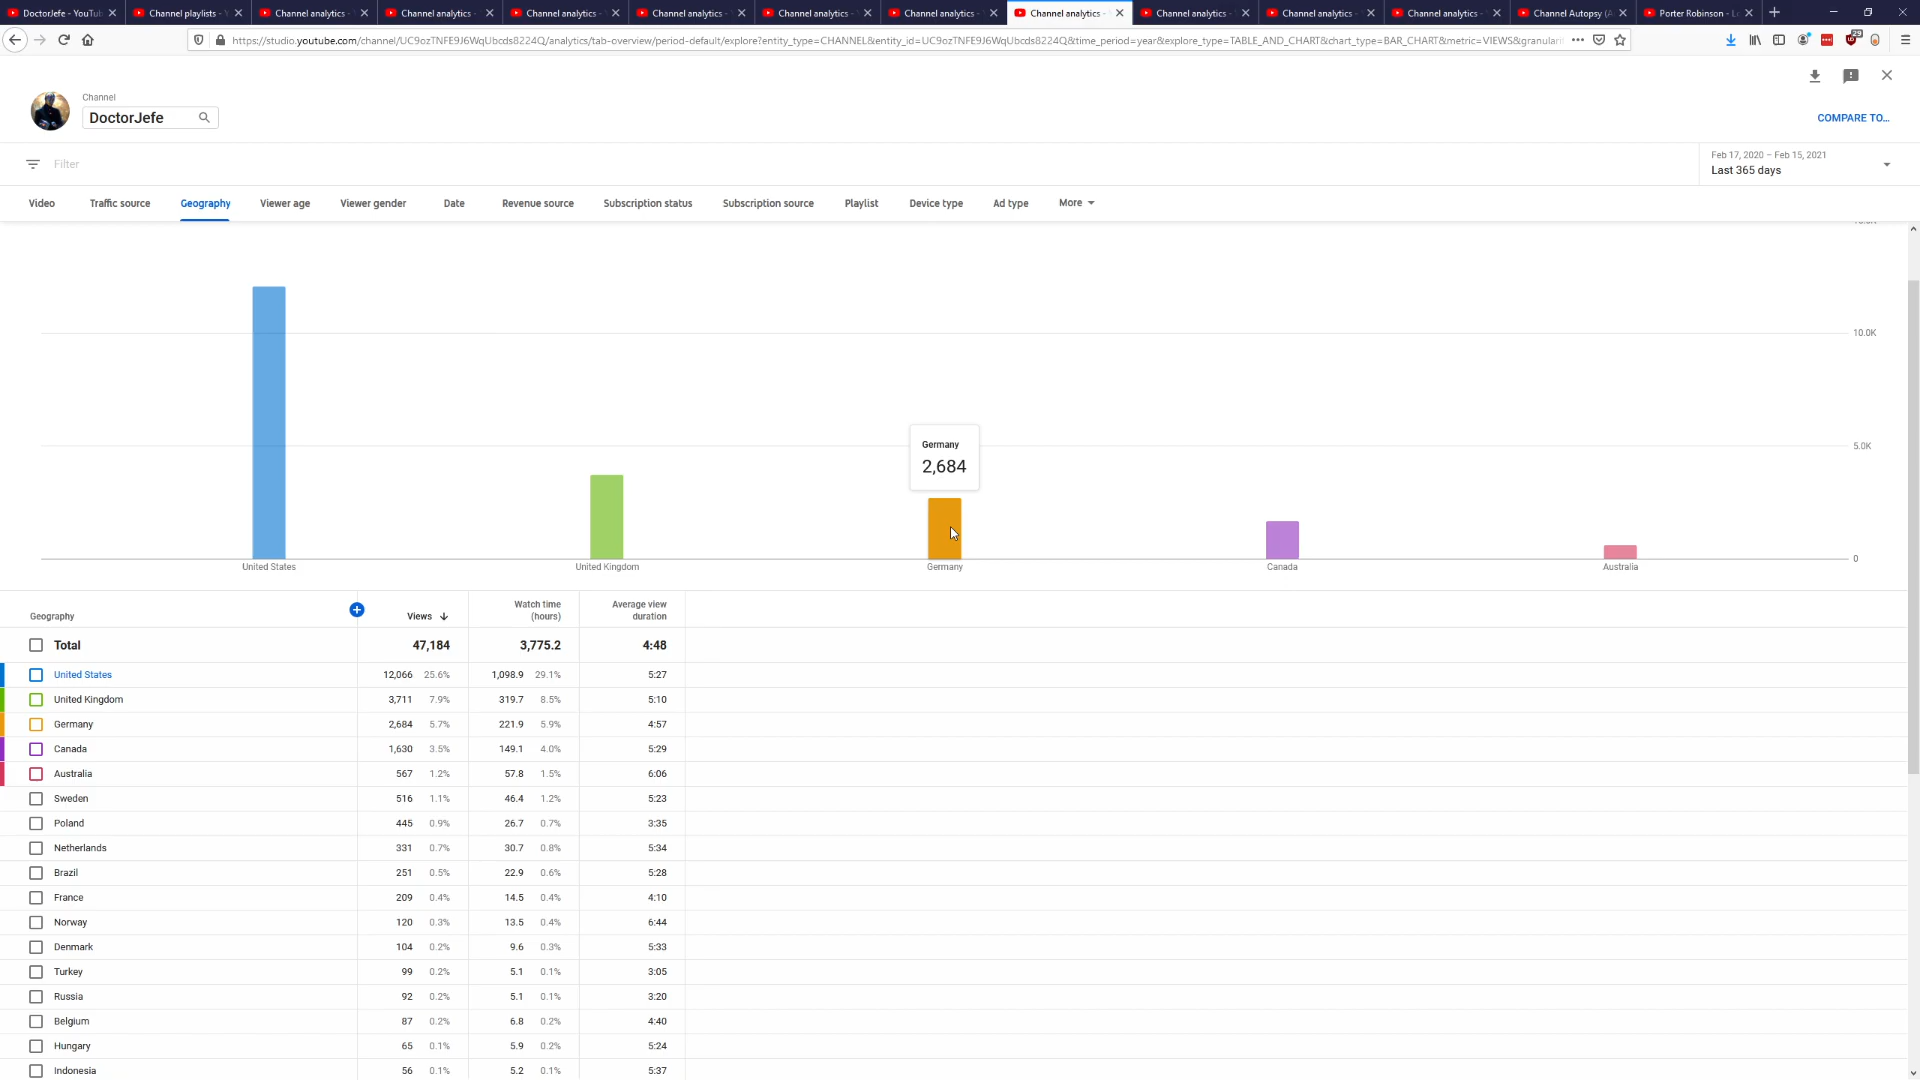 DoctorJefe - YouTub
Channel playlists - Y
Channel analytics - Y
Channel analytics - Y
Channel analytics - Y
Channel analytics - Y
Channel analytics - Y
Channel analytics - Y
Channel analytics - Y
Channel analytics - Y
Channel analytics - Y
Channel analytics - Y
Channel Autopsy (A
Porter Robinson - Lo
https://studio.youtube.com/channel/UC9ozTNFE9J6WqUbcds8224Q/analytics/tab-overview/period-default/explore?entity_type=CHANNEL&entity_id=UC9ozTNFE9J6WqUbcds8224Q&time_period=year&explore_type=TABLE_AND_CHART&chart_type=BAR_CHART&metric=VIEWS&granulari
29
Channel
DoctorJefe
COMPARE TO...
Filter
Feb 17, 2020 – Feb 15, 2021
Last 365 days
Video Traffic source Geography Viewer age Viewer gender Date Revenue source Subscription status Subscription source Playlist Device type Ad type More
10.0K
5.0K
0
Germany
2,684
United States United Kingdom Germany Canada Australia
Geography Views Watch time (hours) Average view duration
Total 47,184 3,775.2 4:48
United States 12,066 25.6% 1,098.9 29.1% 5:27
United Kingdom 3,711 7.9% 319.7 8.5% 5:10
Germany 2,684 5.7% 221.9 5.9% 4:57
Canada 1,630 3.5% 149.1 4.0% 5:29
Australia 567 1.2% 57.8 1.5% 6:06
Sweden 516 1.1% 46.4 1.2% 5:23
Poland 445 0.9% 26.7 0.7% 3:35
Netherlands 331 0.7% 30.7 0.8% 5:34
Brazil 251 0.5% 22.9 0.6% 5:28
France 209 0.4% 14.5 0.4% 4:10
Norway 120 0.3% 13.5 0.4% 6:44
Denmark 104 0.2% 9.6 0.3% 5:33
Turkey 99 0.2% 5.1 0.1% 3:05
Russia 92 0.2% 5.1 0.1% 3:20
Belgium 87 0.2% 6.8 0.2% 4:40
Hungary 65 0.1% 5.9 0.2% 5:24
Indonesia 56 0.1% 5.2 0.1% 5:37